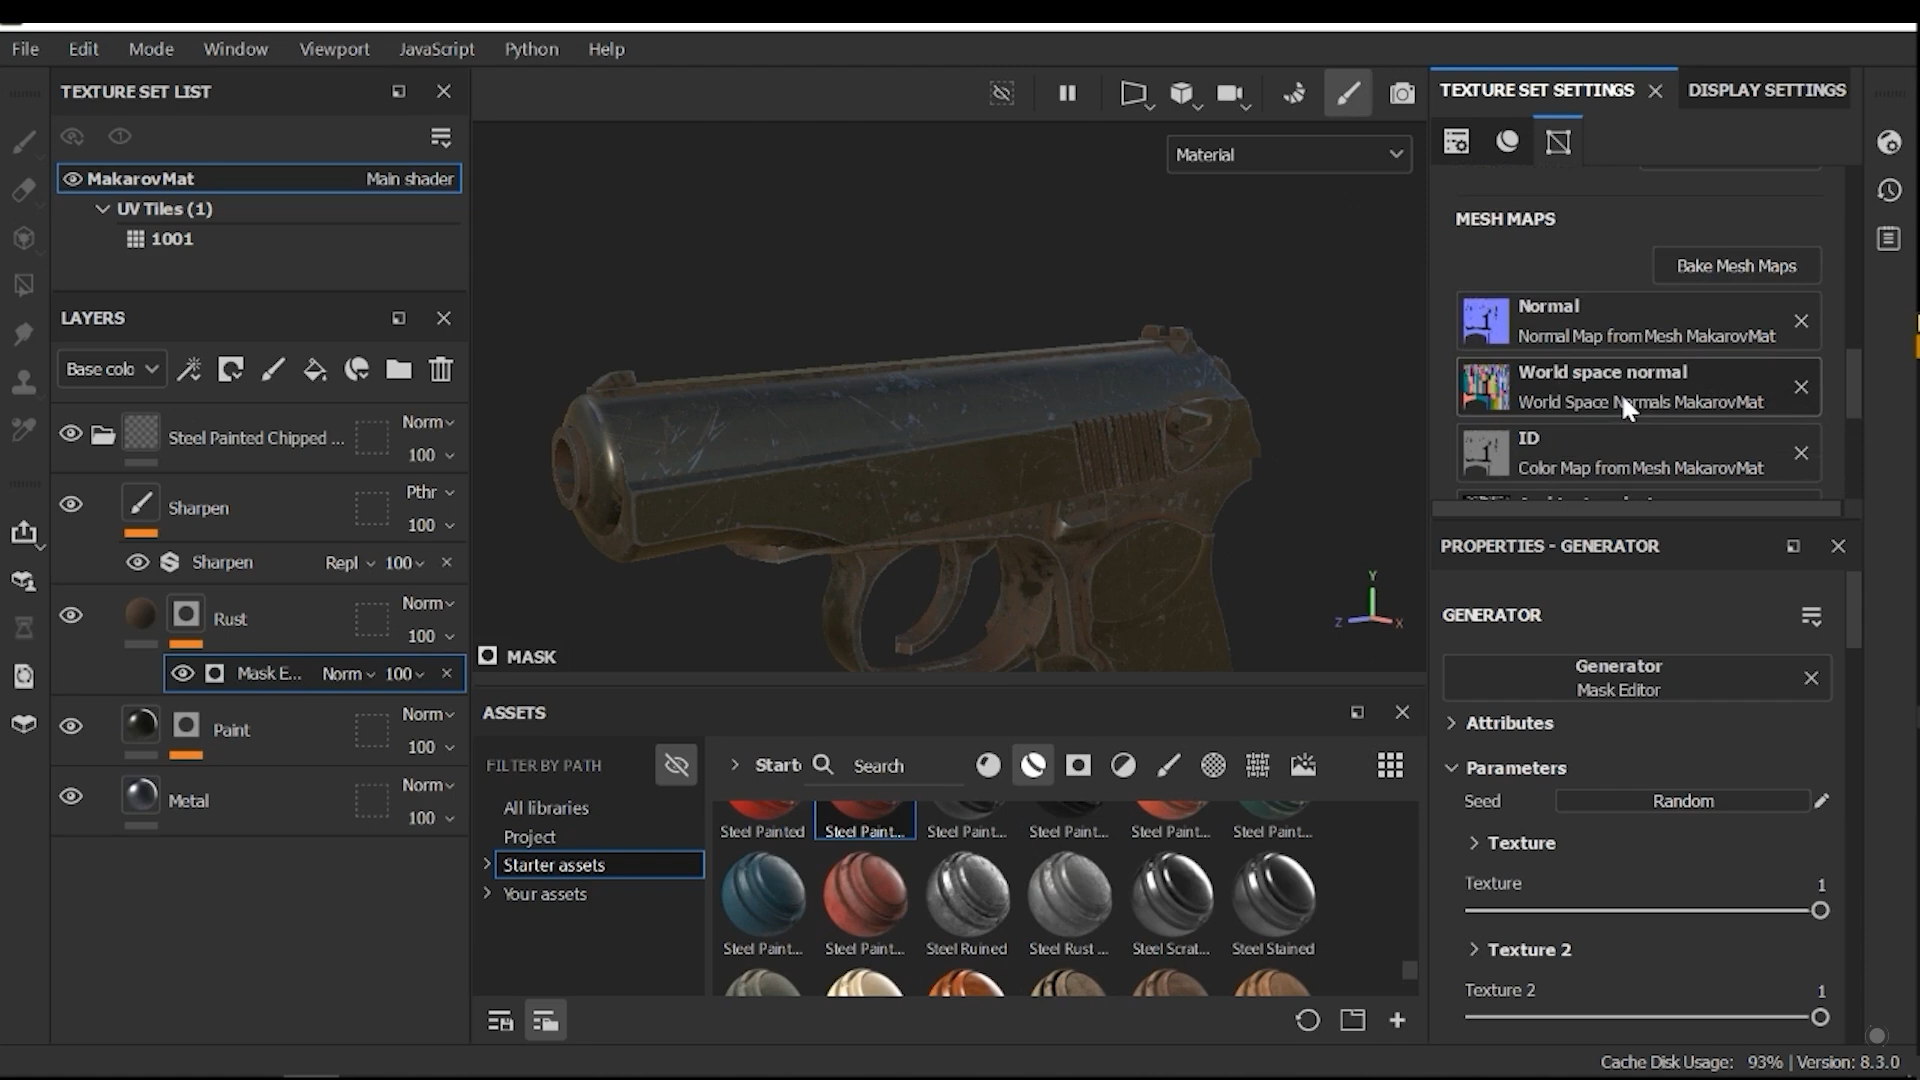 File Edit Mode Window Viewport JavaScript Python Help
TEXTURE SET LIST
MakarovMat Main shader
UV Tiles (1)
1001
LAYERS
Base colo
Steel Painted Chipped ... Norm
100
Sharpen Pthr
100
Sharpen Repl 100
Rust Norm
100
Mask E... Norm 100
Paint Norm
100
Metal Norm
100
Material
Y
Z X
MASK
ASSETS
FILTER BY PATH
All libraries
Project
Starter assets
Your assets
Start Search
Steel Painted Steel Paint... Steel Paint... Steel Paint... Steel Paint... Steel Paint...
Steel Paint... Steel Paint... Steel Ruined Steel Rust ... Steel Scrat... Steel Stained
TEXTURE SET SETTINGS DISPLAY SETTINGS
MESH MAPS
Bake Mesh Maps
Normal
Normal Map from Mesh MakarovMat
World space normal
World Space Normals MakarovMat
ID
Color Map from Mesh MakarovMat
PROPERTIES - GENERATOR
GENERATOR
Generator
Mask Editor
Attributes
Parameters
Seed Random
Texture
Texture 1
Texture 2
Texture 2 1
Cache Disk Usage: 93% | Version: 8.3.0